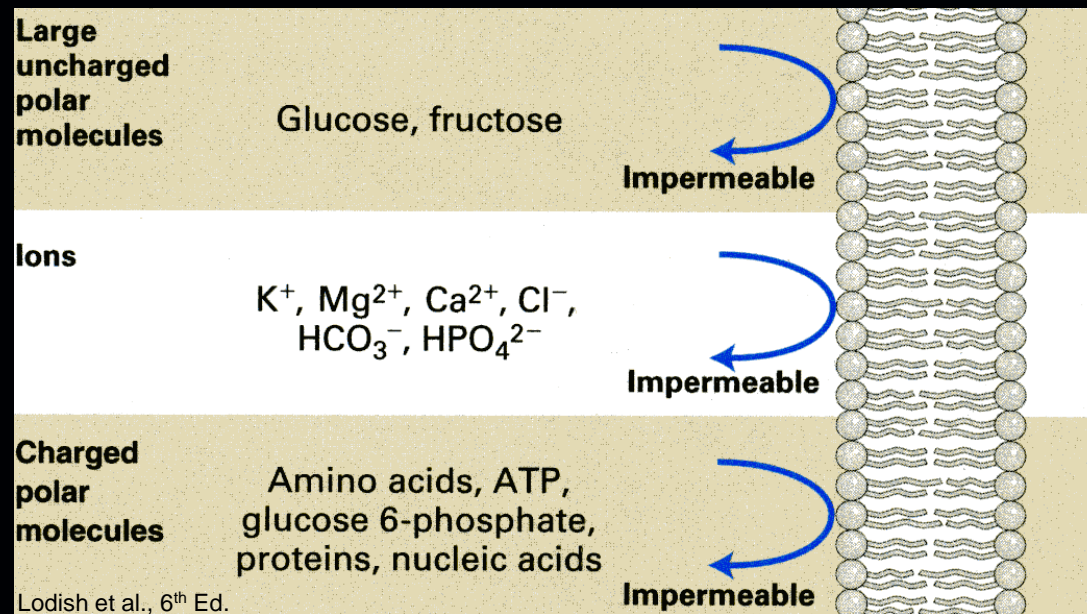 Large
uncharged
polar
molecules
Glucose, fructose
Impermeable
Ions
K⁺, Mg²⁺, Ca²⁺, Cl⁻,
HCO₃⁻, HPO₄²⁻
Impermeable
Charged
polar
molecules
Amino acids, ATP,
glucose 6-phosphate,
proteins, nucleic acids
Impermeable
Lodish et al., 6th Ed.